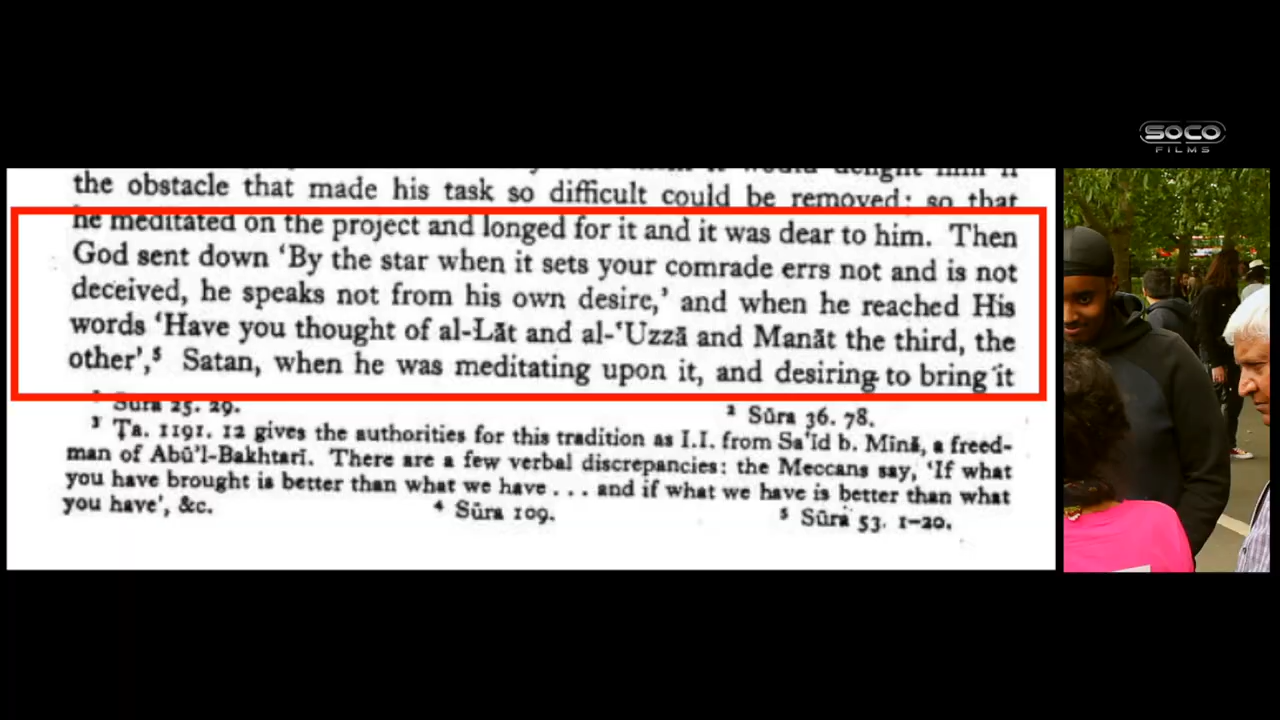 SOCO
FILMS
the obstacle that made his task so difficult could be removed; so that
he meditated on the project and longed for it and it was dear to him. Then
God sent down ‘By the star when it sets your comrade errs not and is not
deceived, he speaks not from his own desire,’ and when he reached His
words ‘Have you thought of al-Lāt and al-‘Uzzā and Manāt the third, the
other’,⁵ Satan, when he was meditating upon it, and desiring to bring it
Sūra 25. 29.
² Sūra 36. 78.
³ Ṭa. 1191. 12 gives the authorities for this tradition as I.I. from Sa‘īd b. Mīnā, a freed-
man of Abū’l-Bakhtarī. There are a few verbal discrepancies: the Meccans say, ‘If what
you have brought is better than what we have . . . and if what we have is better than what
you have’, &c.
⁴ Sūra 109.
⁵ Sūra 53. 1–20.